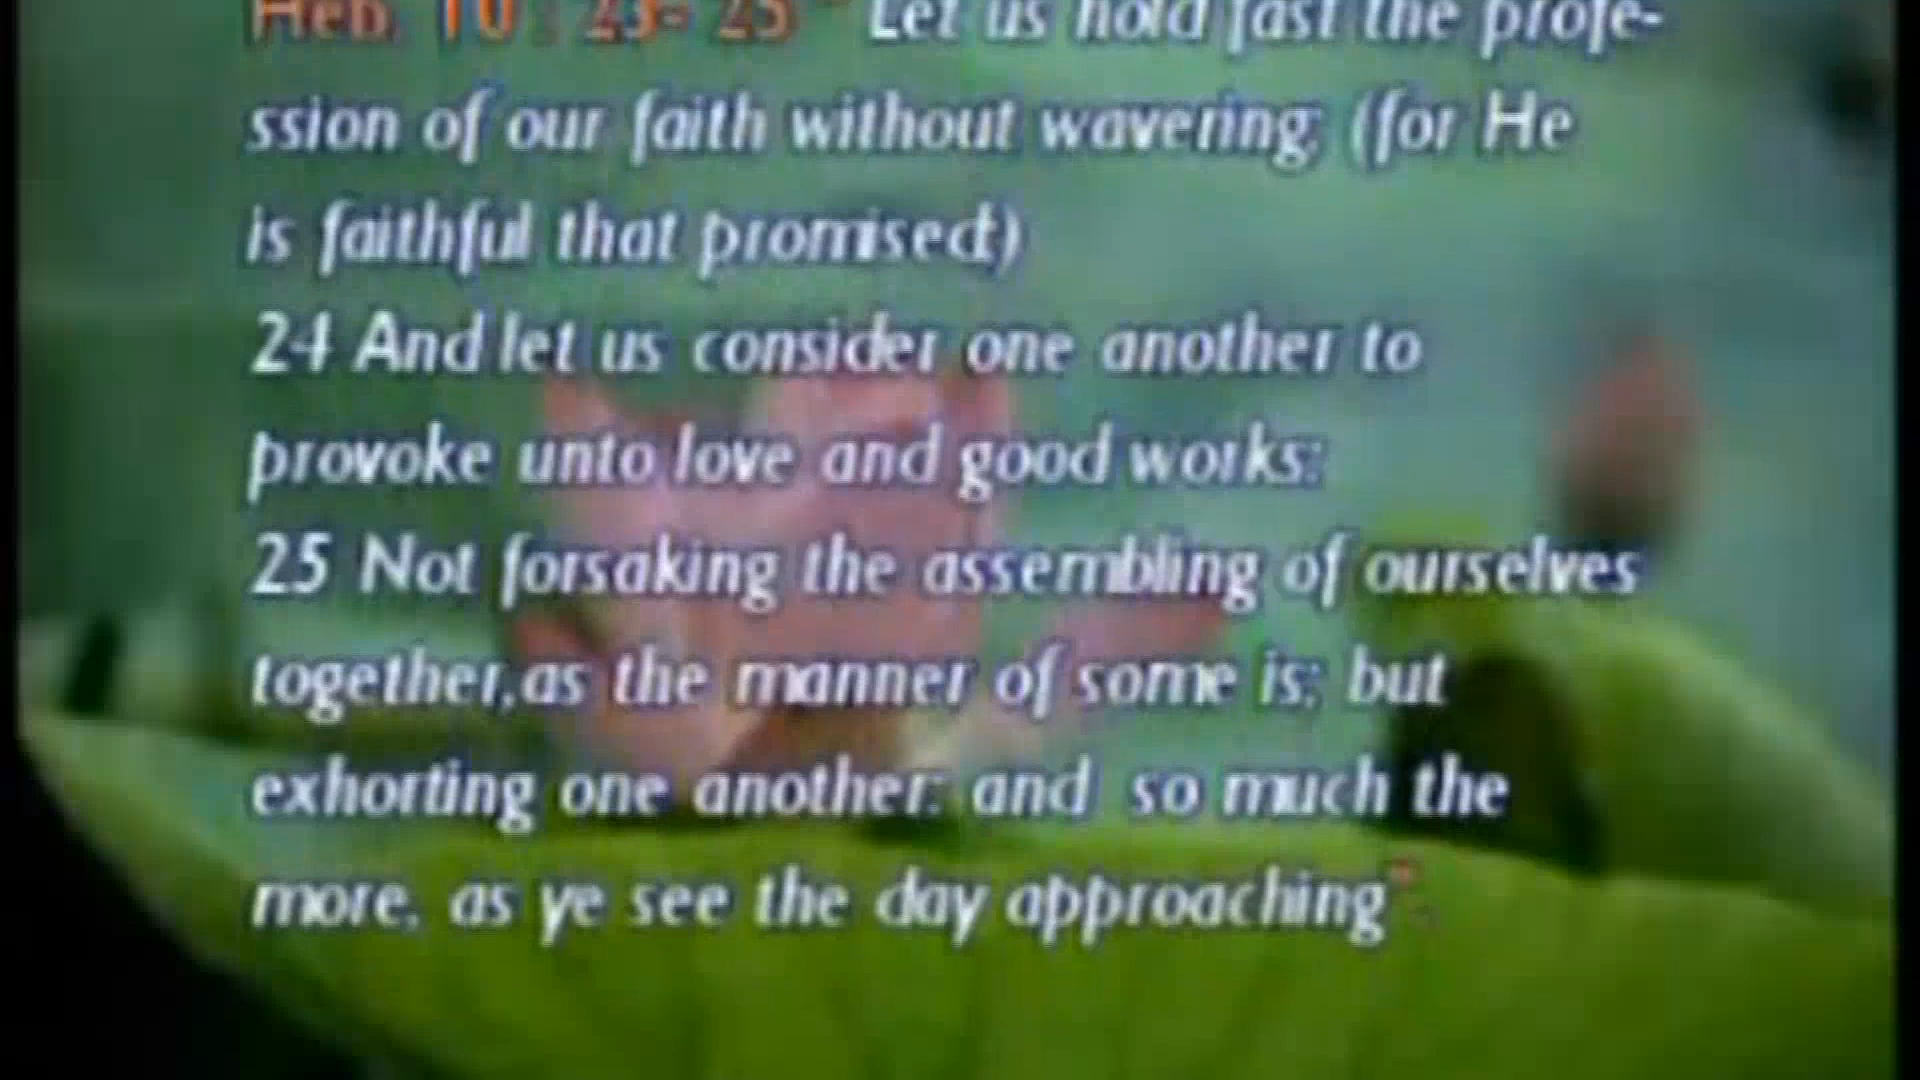 Heb. 10 : 23- 25 " Let us hold fast the profe-
ssion of our faith without wavering; (for He
is faithful that promised;)
24 And let us consider one another to
provoke unto love and good works:
25 Not forsaking the assembling of ourselves
together,as the manner of some is; but
exhorting one another: and so much the
more, as ye see the day approaching".